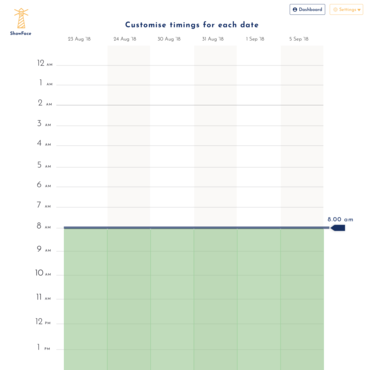 Dashboard
Settings
ShowFace
Customise timings for each date
23 Aug '18 24 Aug '18 30 Aug '18 31 Aug '18 1 Sep '18 5 Sep '18
12 AM
1 AM
2 AM
3 AM
4 AM
5 AM
6 AM
7 AM
8.00 am
8 AM
9 AM
10 AM
11 AM
12 PM
1 PM